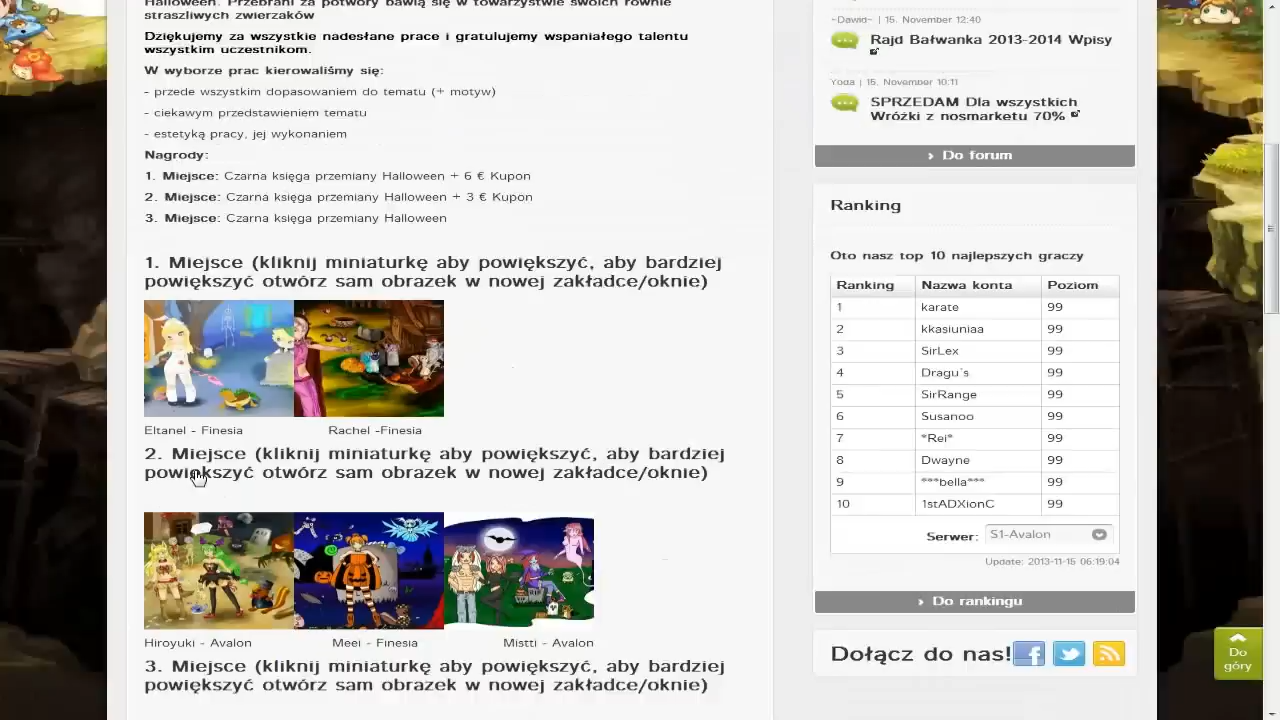 Halloween. Przebrani za potwory bawią się w towarzystwie swoich równie
straszliwych zwierzaków
Dziękujemy za wszystkie nadesłane prace i gratulujemy wspaniałego talentu
wszystkim uczestnikom.
W wyborze prac kierowaliśmy się:
- przede wszystkim dopasowaniem do tematu (+ motyw)
- ciekawym przedstawieniem tematu
- estetyką pracy, jej wykonaniem
Nagrody:
1. Miejsce: Czarna księga przemiany Halloween + 6 € Kupon
2. Miejsce: Czarna księga przemiany Halloween + 3 € Kupon
3. Miejsce: Czarna księga przemiany Halloween
1. Miejsce (kliknij miniaturkę aby powiększyć, aby bardziej
powiększyć otwórz sam obrazek w nowej zakładce/oknie)
Eltanel - Finesia
Rachel -Finesia
2. Miejsce (kliknij miniaturkę aby powiększyć, aby bardziej
powiększyć otwórz sam obrazek w nowej zakładce/oknie)
Hiroyuki - Avalon
Meei - Finesia
Mistti - Avalon
3. Miejsce (kliknij miniaturkę aby powiększyć, aby bardziej
powiększyć otwórz sam obrazek w nowej zakładce/oknie)
~Dawid~ | 15. November 12:40
Rajd Bałwanka 2013-2014 Wpisy
Yoga | 15. November 10:11
SPRZEDAM Dla wszystkich
Wróżki z nosmarketu 70%
› Do forum
Ranking
Oto nasz top 10 najlepszych graczy
Ranking Nazwa konta Poziom
1 karate 99
2 kkasiuniaa 99
3 SirLex 99
4 Dragu´s 99
5 SirRange 99
6 Susanoo 99
7 *Rei* 99
8 Dwayne 99
9 ***bella*** 99
10 1stADXionC 99
Serwer: S1-Avalon
Update: 2013-11-15 06:19:04
› Do rankingu
Dołącz do nas!
Do
góry